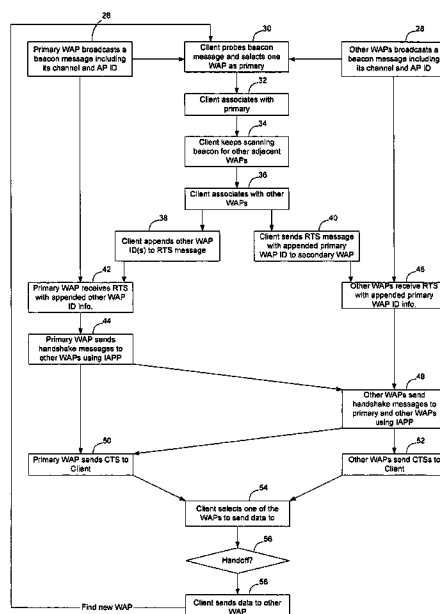 26
Primary WAP broadcasts a
beacon message including
its channel and AP ID
30
Client probes beacon
message and selects one
WAP as primary
28
Other WAPs broadcasts a
beacon message including
its channel and AP ID
32
Client associates with
primary
34
Client keeps scanning
beacon for other adjacent
WAPs
36
Client associates with other
WAPs
38
Client appends other WAP
ID(s) to RTS message
40
Client sends RTS message
with appended primary
WAP ID to secondary WAP
42
Primary WAP receives RTS
with appended other WAP
ID info.
46
Other WAPs receive RTS
with appended primary
WAP ID info.
44
Primary WAP sends
handshake messages to
other WAPs using IAPP
48
Other WAPs send
handshake messages to
primary and other WAPs
using IAPP
50
Primary WAP sends CTS to
Client
52
Other WAPs send CTSs to
Client
54
Client selects one of the
WAPs to send data to
56
Handoff?
Find new WAP
Client sends data to other
WAP